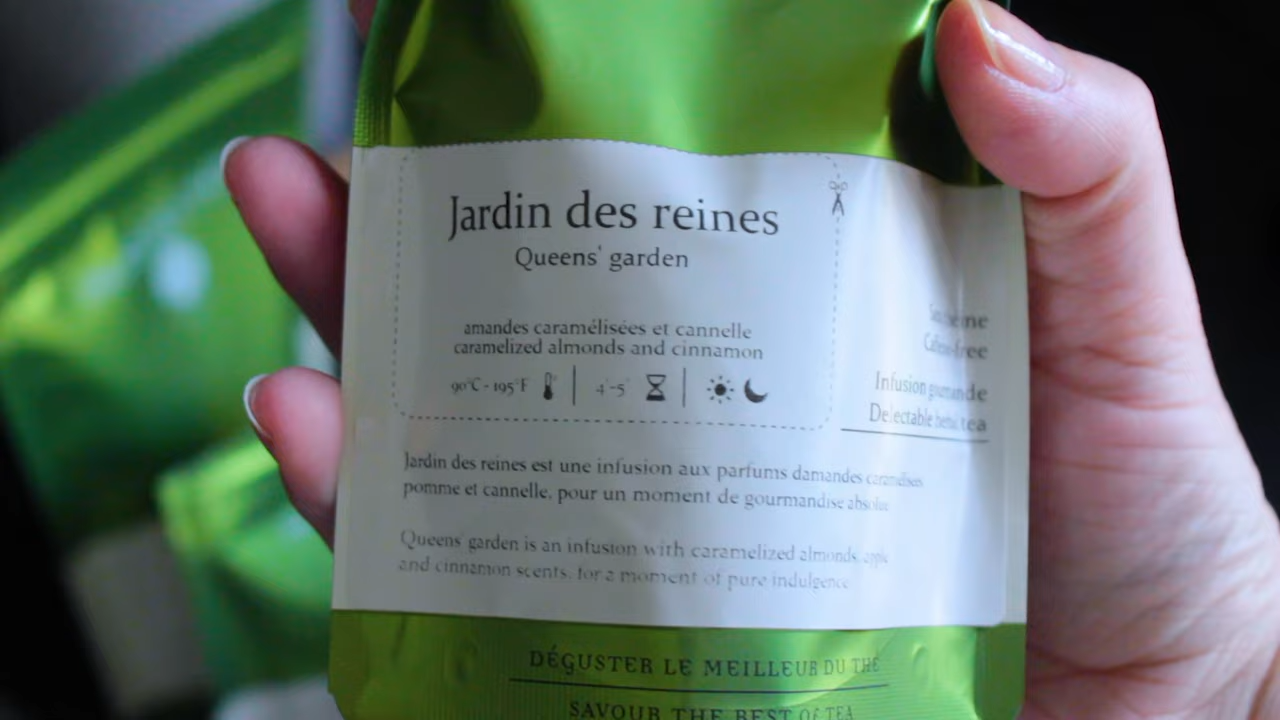 Jardin des reines
Queens' garden
amandes caramélisées et cannelle
caramelized almonds and cinnamon
90°C - 195°F
4'-5'
Caffeine-free
Infusion gourmande
Delectable herbal tea
Jardin des reines est une infusion aux parfums damandes caramélisées
pomme et cannelle, pour un moment de gourmandise absolue
Queens' garden is an infusion with caramelized almonds, apple
and cinnamon scents, for a moment of pure indulgence
DÉGUSTER LE MEILLEUR DU THÉ
SAVOUR THE BEST OF TEA